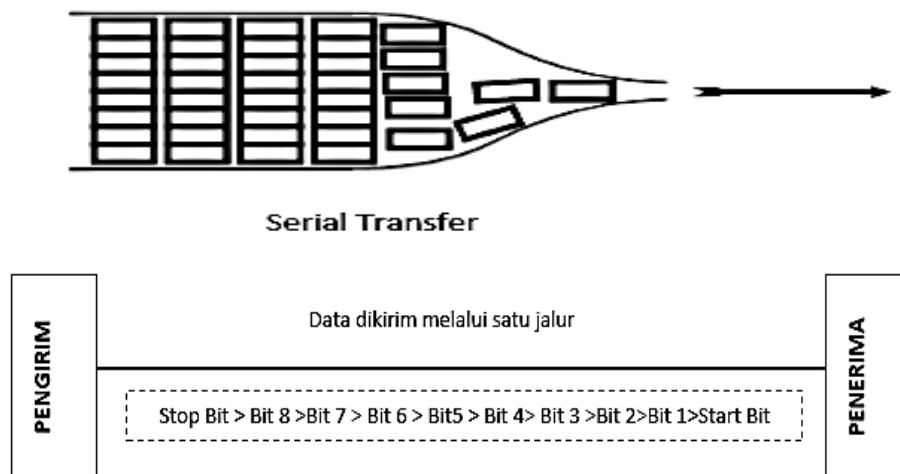 Serial Transfer
PENGIRIM
Data dikirim melalui satu jalur
Stop Bit > Bit 8 >Bit 7 > Bit 6 > Bit5 > Bit 4> Bit 3 >Bit 2>Bit 1>Start Bit
PENERIMA